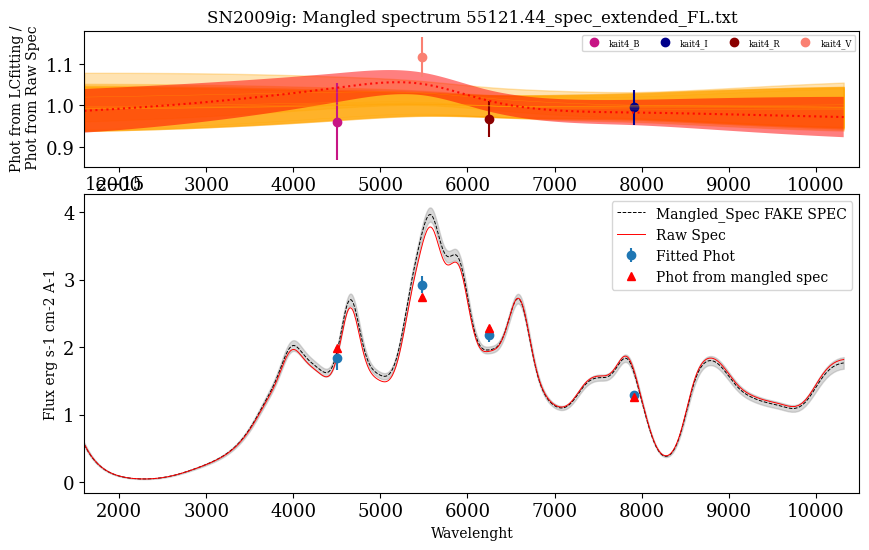 SN2009ig: Mangled spectrum 55121.44_spec_extended_FL.txt
Phot from LCfitting /
Phot from Raw Spec
kait4_B kait4_I kait4_R kait4_V
1.1
1.0
0.9
2000 3000 4000 5000 6000 7000 8000 9000 10000
1e−15
Flux erg s-1 cm-2 A-1
4
3
2
1
0
Mangled_Spec FAKE SPEC
Raw Spec
Fitted Phot
Phot from mangled spec
2000 3000 4000 5000 6000 7000 8000 9000 10000
Wavelenght